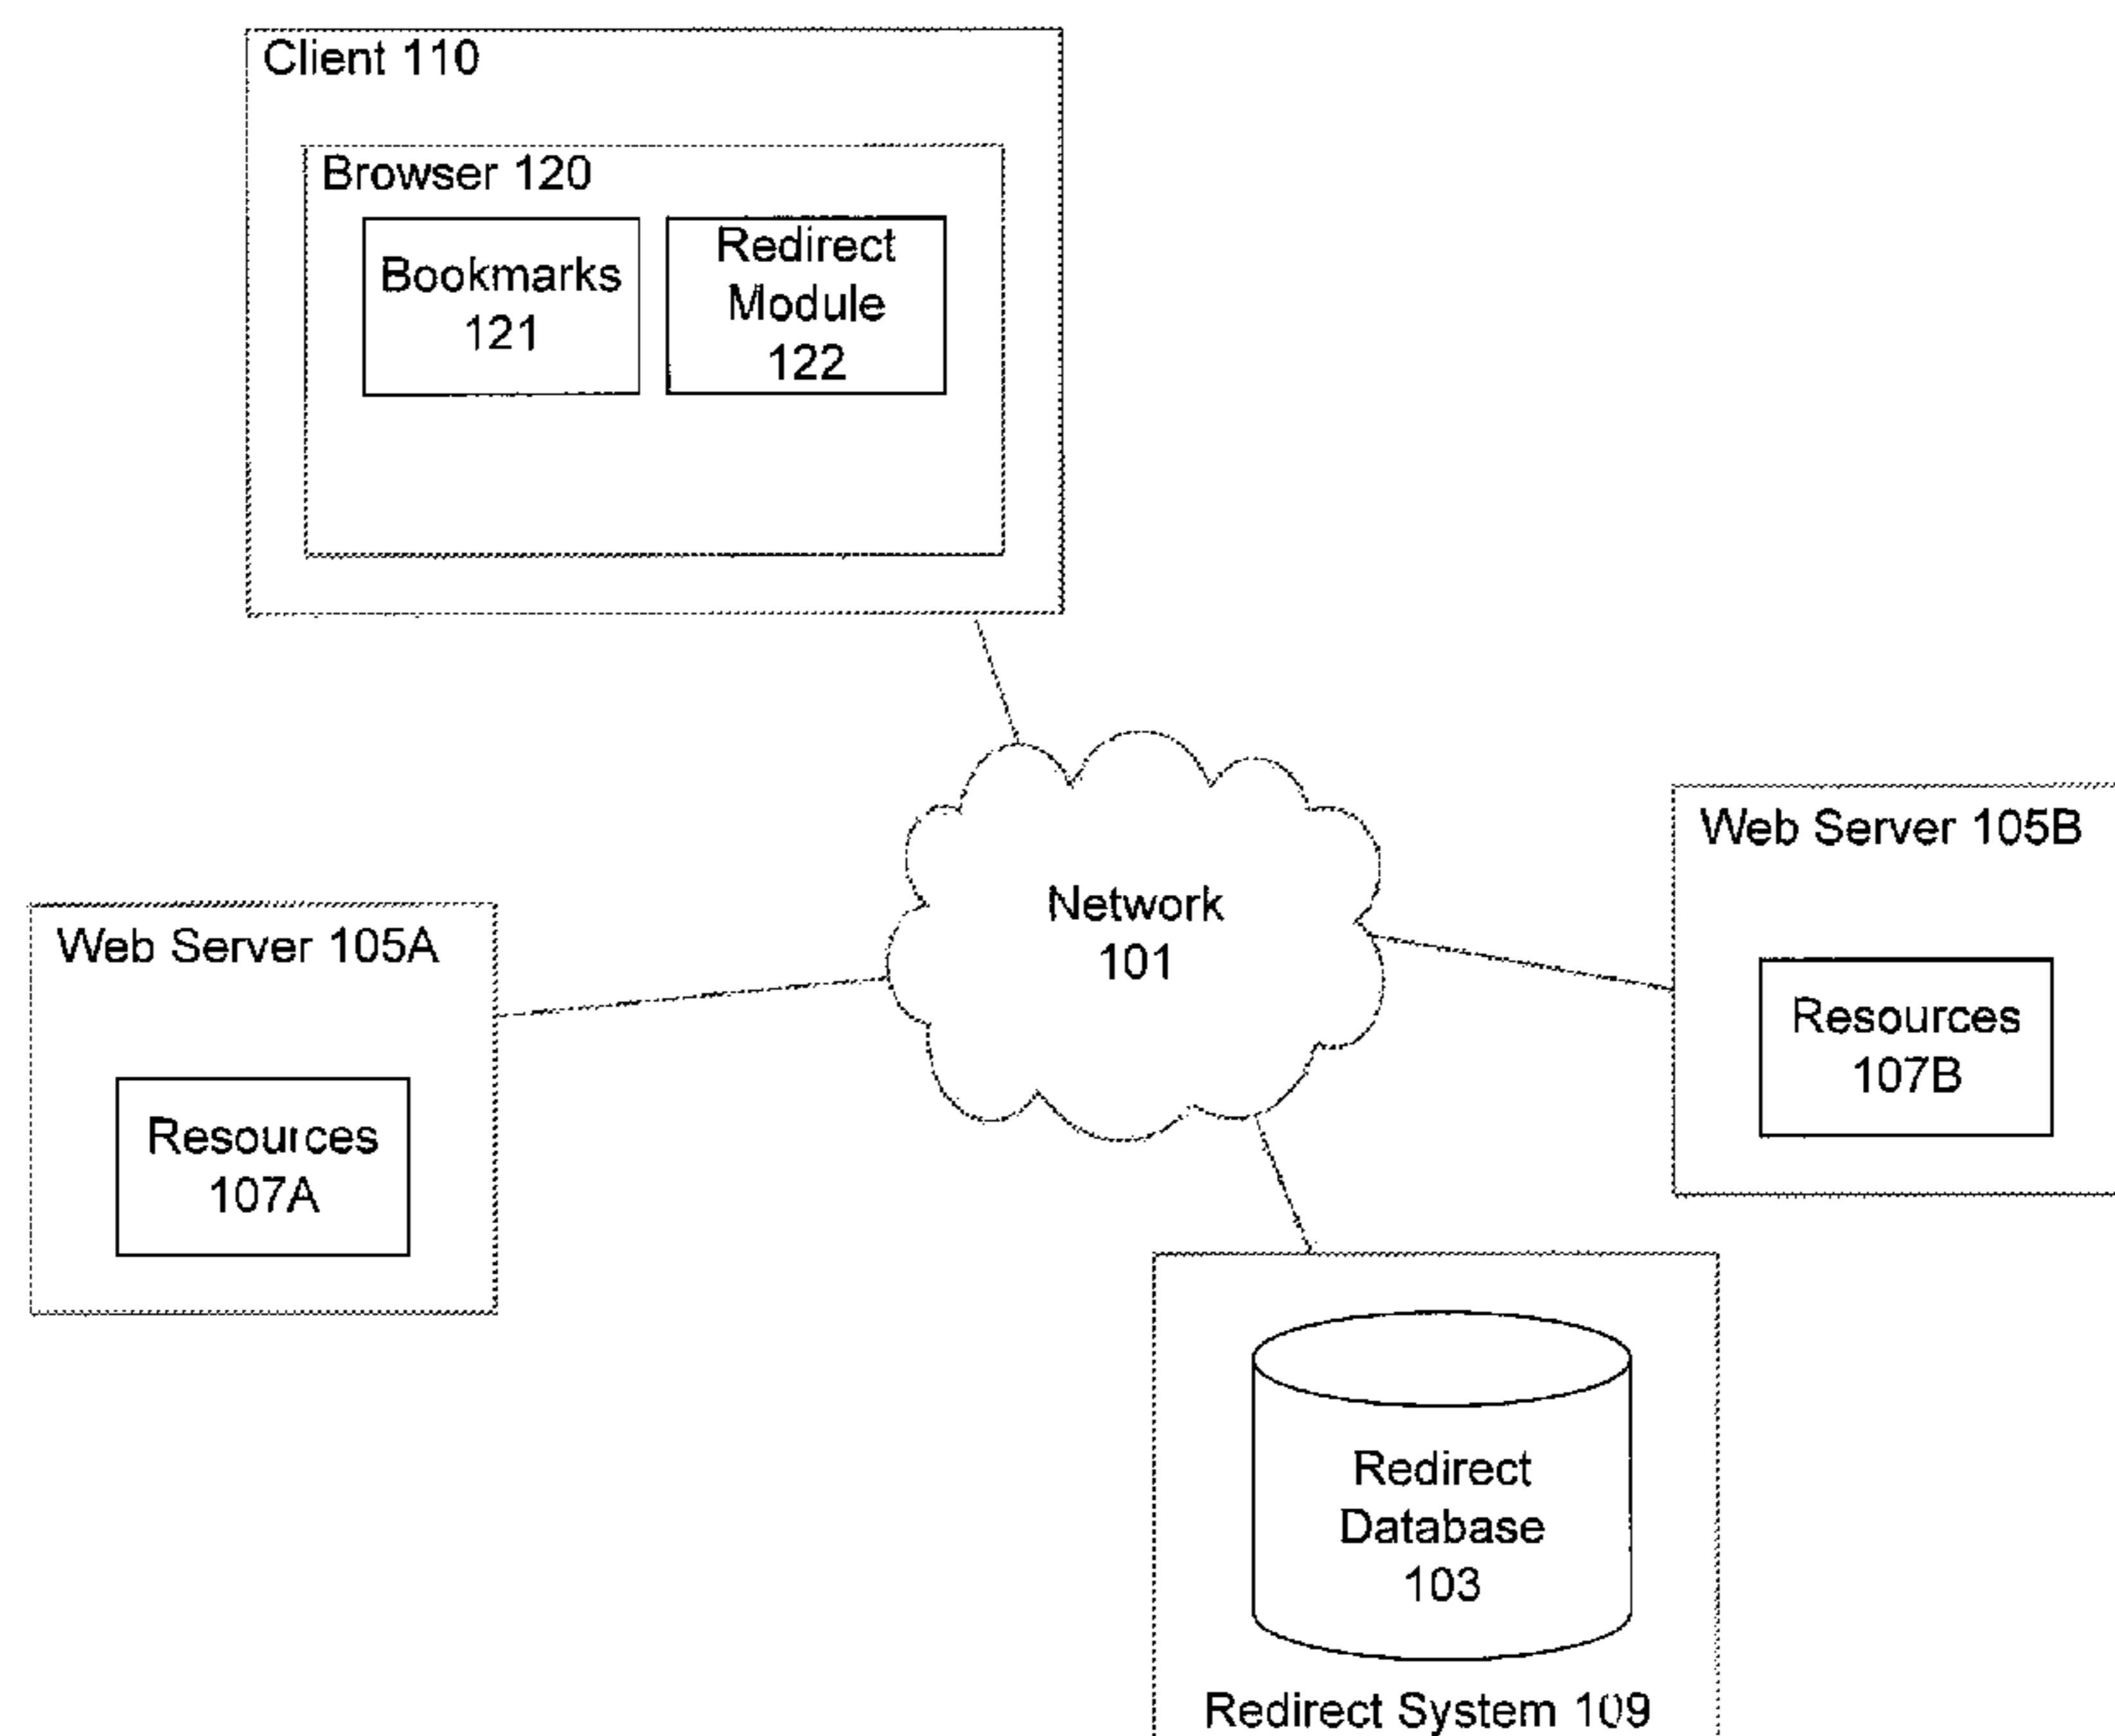 Client 110
Browser 120
Bookmarks
121
Redirect
Module
122
Network
101
Web Server 105B
Resources
107B
Web Server 105A
Resources
107A
Redirect
Database
103
Redirect System 109